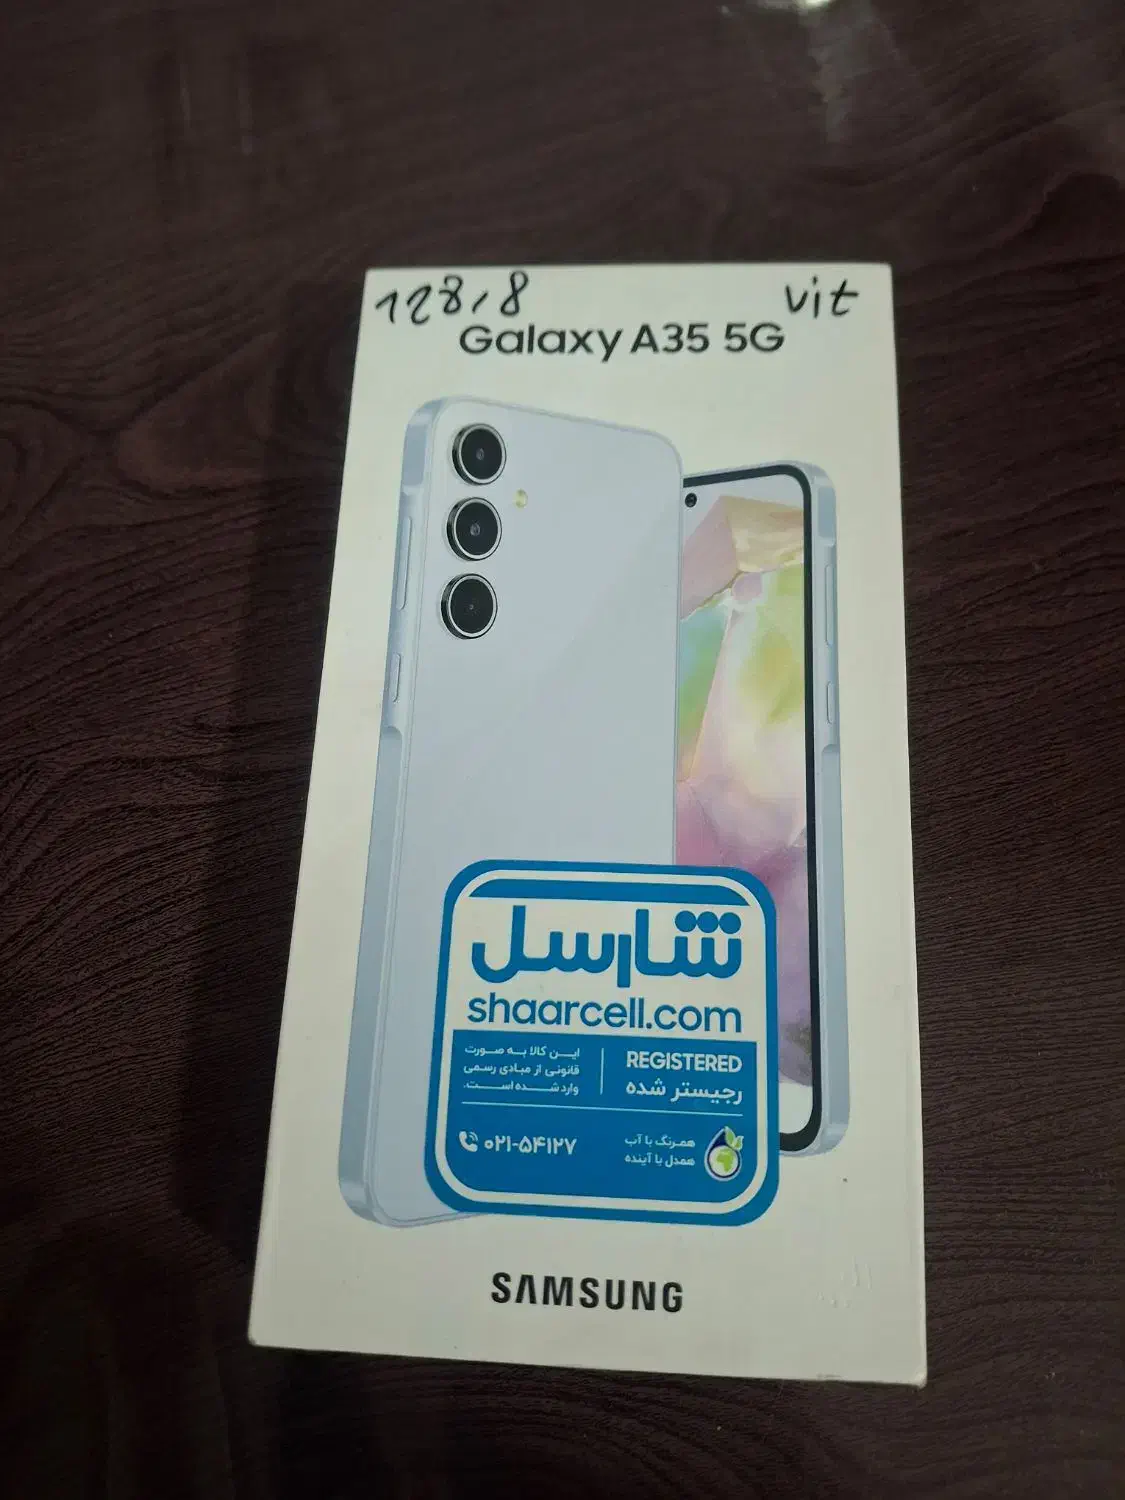 128,8
vit
Galaxy A35 5G
شارسل
shaarcell.com
REGISTERED
رجیستر شده
این کالا به صورت
قانونی از مبادی رسمی
وارد شده است.
همرنگ با آب
همدل با آینده
۰۲۱-۵۴۱۲۷
SAMSUNG